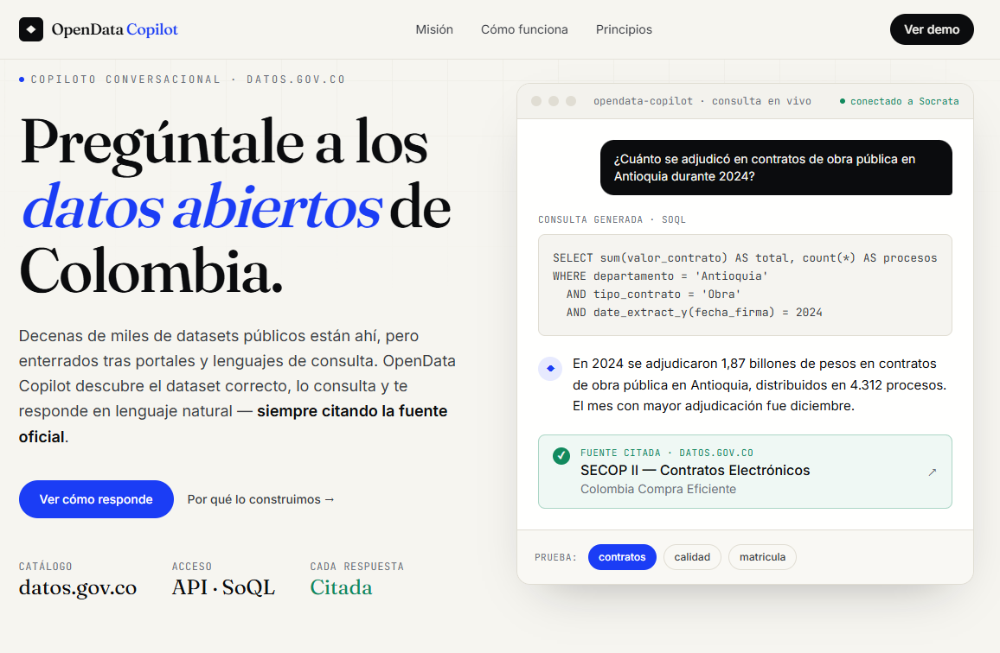 OpenData Copilot
Misión
Cómo funciona
Principios
Ver demo
COPILOTO CONVERSACIONAL · DATOS.GOV.CO
Pregúntale a los
datos abiertos de
Colombia.
Decenas de miles de datasets públicos están ahí, pero
enterrados tras portales y lenguajes de consulta. OpenData
Copilot descubre el dataset correcto, lo consulta y te
responde en lenguaje natural — siempre citando la fuente
oficial.
Ver cómo responde
Por qué lo construimos →
CATÁLOGO
datos.gov.co
ACCESO
API · SoQL
CADA RESPUESTA
Citada
opendata-copilot · consulta en vivo
conectado a Socrata
¿Cuánto se adjudicó en contratos de obra pública en
Antioquia durante 2024?
CONSULTA GENERADA · SOQL
SELECT sum(valor_contrato) AS total, count(*) AS procesos
WHERE departamento = 'Antioquia'
  AND tipo_contrato = 'Obra'
  AND date_extract_y(fecha_firma) = 2024
En 2024 se adjudicaron 1,87 billones de pesos en contratos
de obra pública en Antioquia, distribuidos en 4.312 procesos.
El mes con mayor adjudicación fue diciembre.
FUENTE CITADA · DATOS.GOV.CO
SECOP II — Contratos Electrónicos
Colombia Compra Eficiente
↗
PRUEBA:
contratos
calidad
matricula